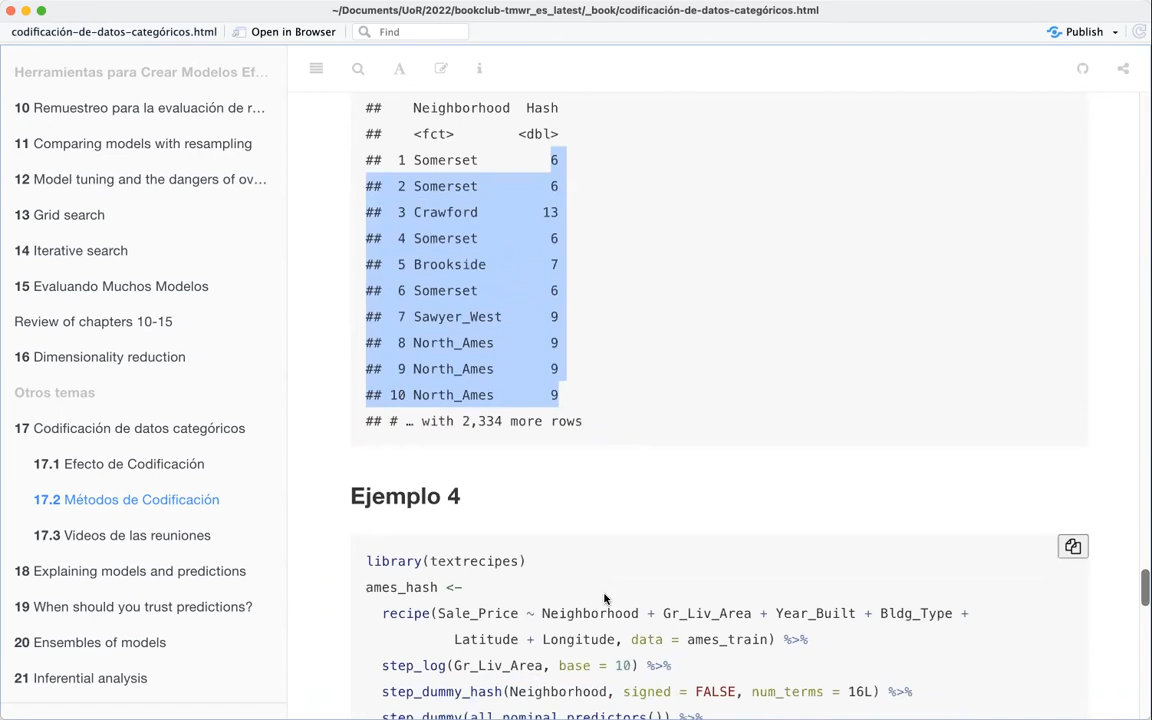 ~/Documents/UoR/2022/bookclub-tmwr_es_latest/_book/codificación-de-datos-categóricos.html
codificación-de-datos-categóricos.html
Open in Browser
Find
Publish
Herramientas para Crear Modelos Ef...
10 Remuestreo para la evaluación de r...
11 Comparing models with resampling
12 Model tuning and the dangers of ov...
13 Grid search
14 Iterative search
15 Evaluando Muchos Modelos
Review of chapters 10-15
16 Dimensionality reduction
Otros temas
17 Codificación de datos categóricos
17.1 Efecto de Codificación
17.2 Métodos de Codificación
17.3 Videos de las reuniones
18 Explaining models and predictions
19 When should you trust predictions?
20 Ensembles of models
21 Inferential analysis
## Neighborhood Hash
## <fct> <dbl>
## 1 Somerset 6
## 2 Somerset 6
## 3 Crawford 13
## 4 Somerset 6
## 5 Brookside 7
## 6 Somerset 6
## 7 Sawyer_West 9
## 8 North_Ames 9
## 9 North_Ames 9
## 10 North_Ames 9
## # … with 2,334 more rows
Ejemplo 4
library(textrecipes)
ames_hash <-
recipe(Sale_Price ~ Neighborhood + Gr_Liv_Area + Year_Built + Bldg_Type +
Latitude + Longitude, data = ames_train) %>%
step_log(Gr_Liv_Area, base = 10) %>%
step_dummy_hash(Neighborhood, signed = FALSE, num_terms = 16L) %>%
step_dummy(all_nominal_predictors()) %>%